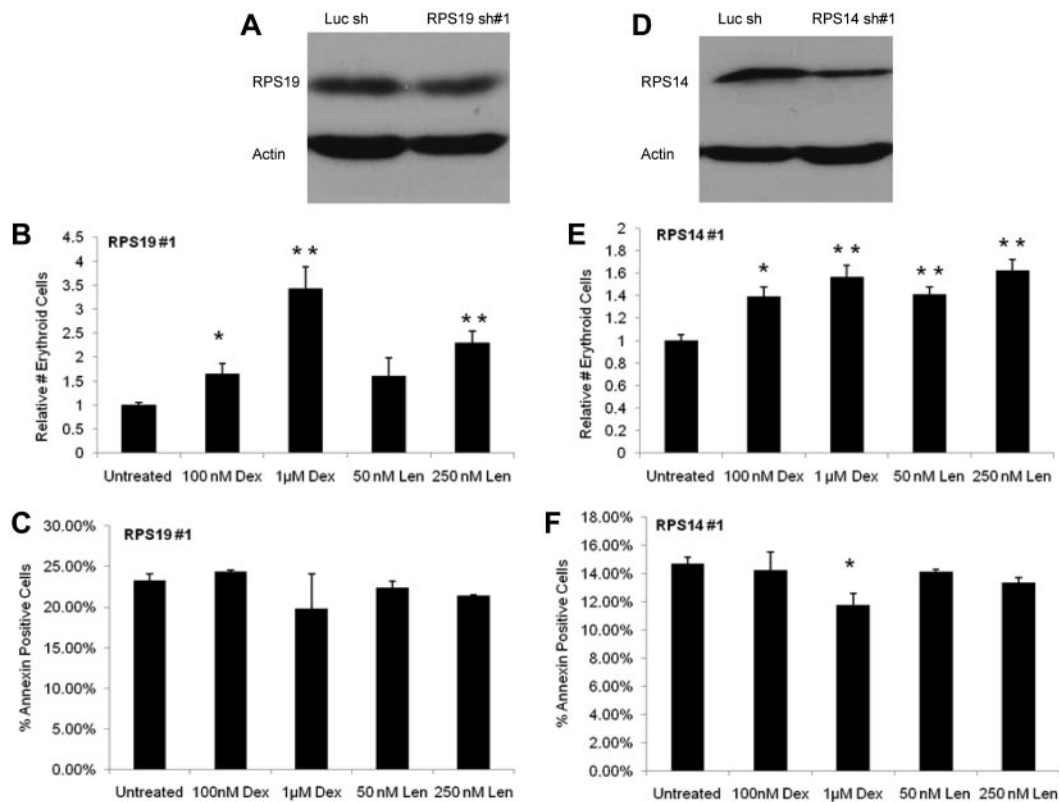 A
Luc sh RPS19 sh#1
RPS19
Actin
B
RPS19 #1
Relative # Erythroid Cells
4.5
4
3.5
3
2.5
2
1.5
1
0.5
0
*
* *
* *
Untreated 100 nM Dex 1µM Dex 50 nM Len 250 nM Len
C
RPS19 #1
% Annexin Positive Cells
30.00%
25.00%
20.00%
15.00%
10.00%
5.00%
0.00%
Untreated 100nM Dex 1µM Dex 50 nM Len 250 nM Len
D
Luc sh RPS14 sh#1
RPS14
Actin
E
RPS14 #1
Relative # Erythroid Cells
2
1.8
1.6
1.4
1.2
1
0.8
0.6
0.4
0.2
0
*
* *
* *
* *
Untreated 100 nM Dex 1 µM Dex 50 nM Len 250 nM Len
F
RPS14 #1
% Annexin Positive Cells
18.00%
16.00%
14.00%
12.00%
10.00%
8.00%
6.00%
4.00%
2.00%
0.00%
*
Untreated 100nM Dex 1µM Dex 50 nM Len 250 nM Len